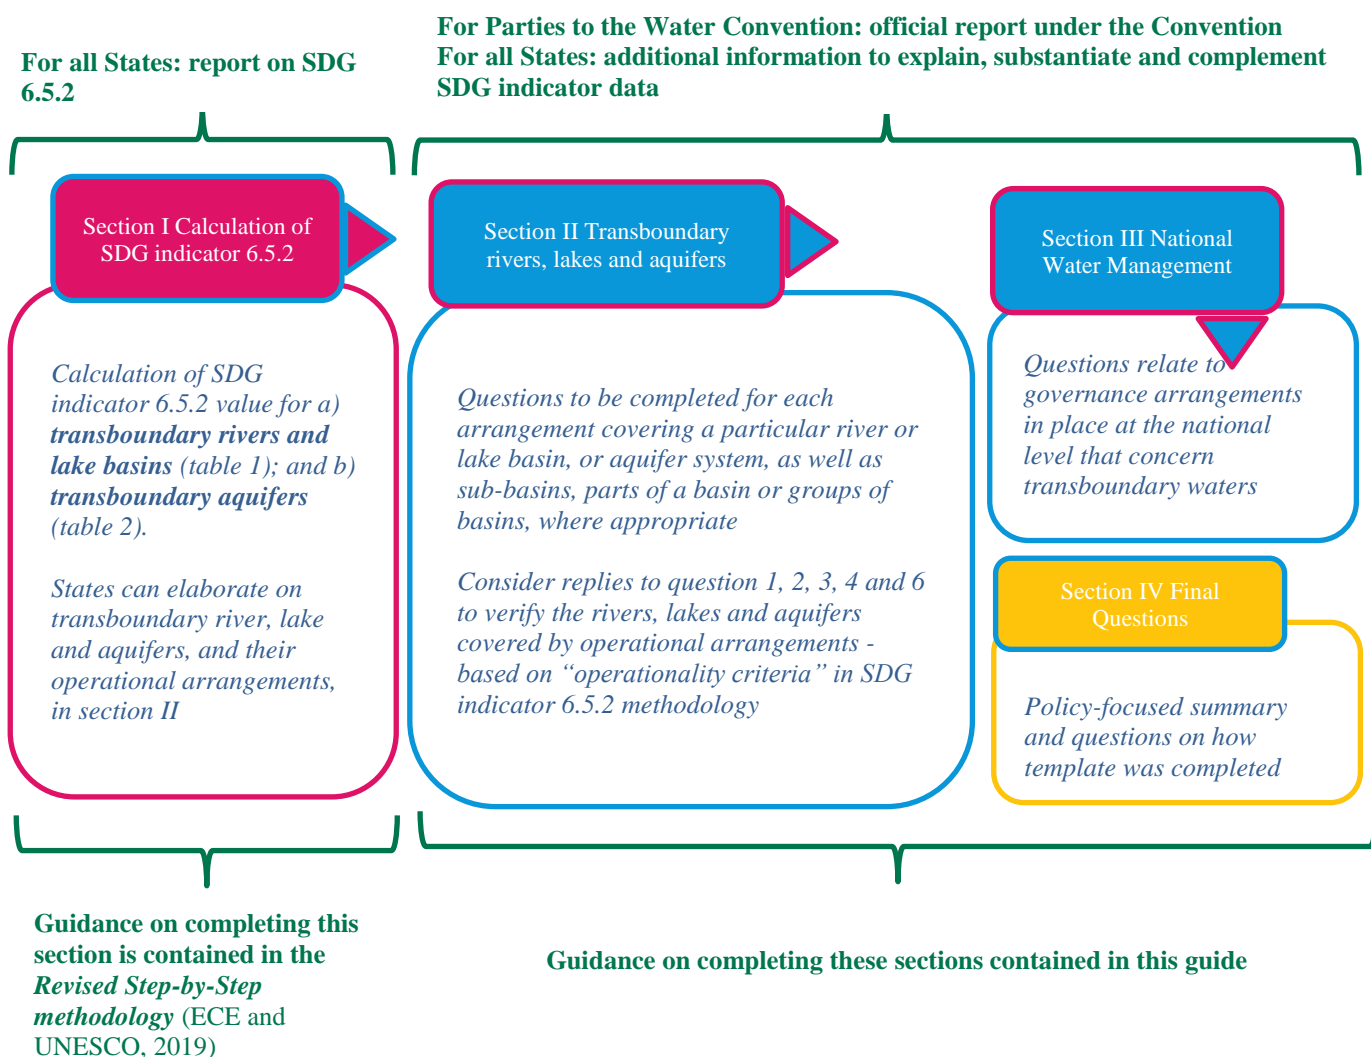 For all States: report on SDG
6.5.2
For Parties to the Water Convention: official report under the Convention
For all States: additional information to explain, substantiate and complement
SDG indicator data
Section I Calculation of
SDG indicator 6.5.2
Calculation of SDG
indicator 6.5.2 value for a)
transboundary rivers and
lake basins (table 1); and b)
transboundary aquifers
(table 2).
States can elaborate on
transboundary river, lake
and aquifers, and their
operational arrangements,
in section II
Section II Transboundary
rivers, lakes and aquifers
Questions to be completed for each
arrangement covering a particular river or
lake basin, or aquifer system, as well as
sub-basins, parts of a basin or groups of
basins, where appropriate
Consider replies to question 1, 2, 3, 4 and 6
to verify the rivers, lakes and aquifers
covered by operational arrangements -
based on “operationality criteria” in SDG
indicator 6.5.2 methodology
Section III National
Water Management
Questions relate to
governance arrangements
in place at the national
level that concern
transboundary waters
Section IV Final
Questions
Policy-focused summary
and questions on how
template was completed
Guidance on completing this
section is contained in the
Revised Step-by-Step
methodology (ECE and
UNESCO, 2019)
Guidance on completing these sections contained in this guide